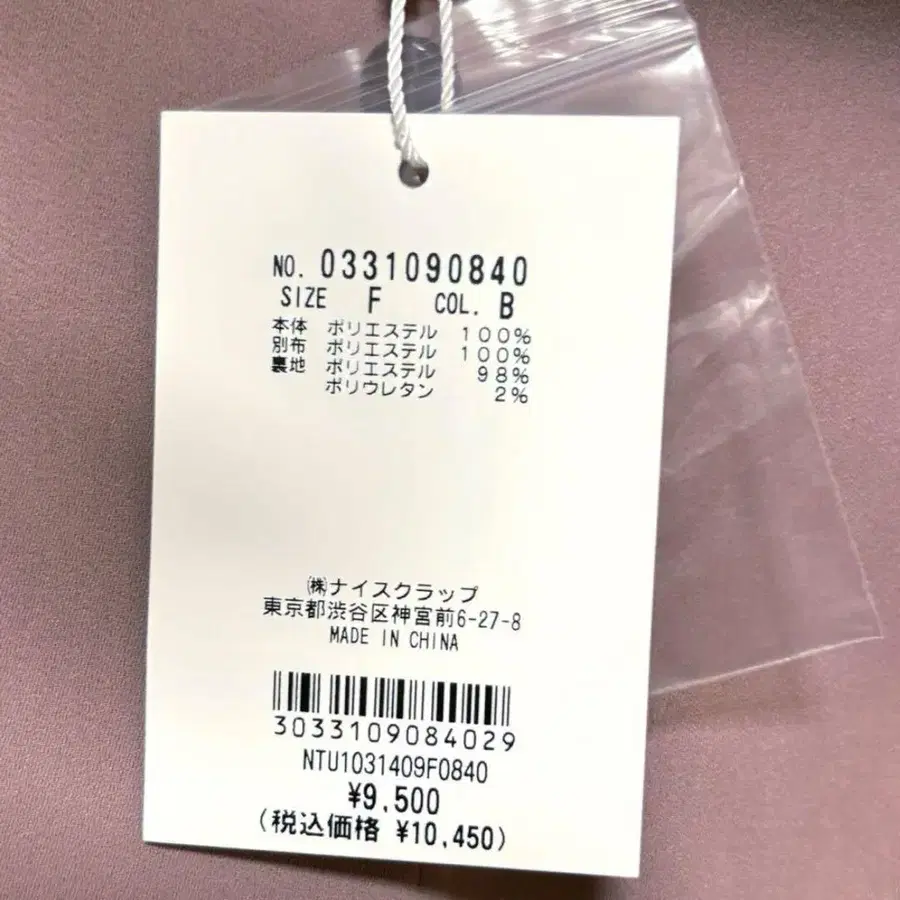 NO. 0331090840
SIZE F COL. B
本体 ポリエステル 100%
別布 ポリエステル 100%
裏地 ポリエステル 98%
ポリウレタン 2%
㈱ナイスクラップ
東京都渋谷区神宮前6-27-8
MADE IN CHINA
3033109084029
NTU1031409F0840
¥9,500
(税込価格 ¥10,450)